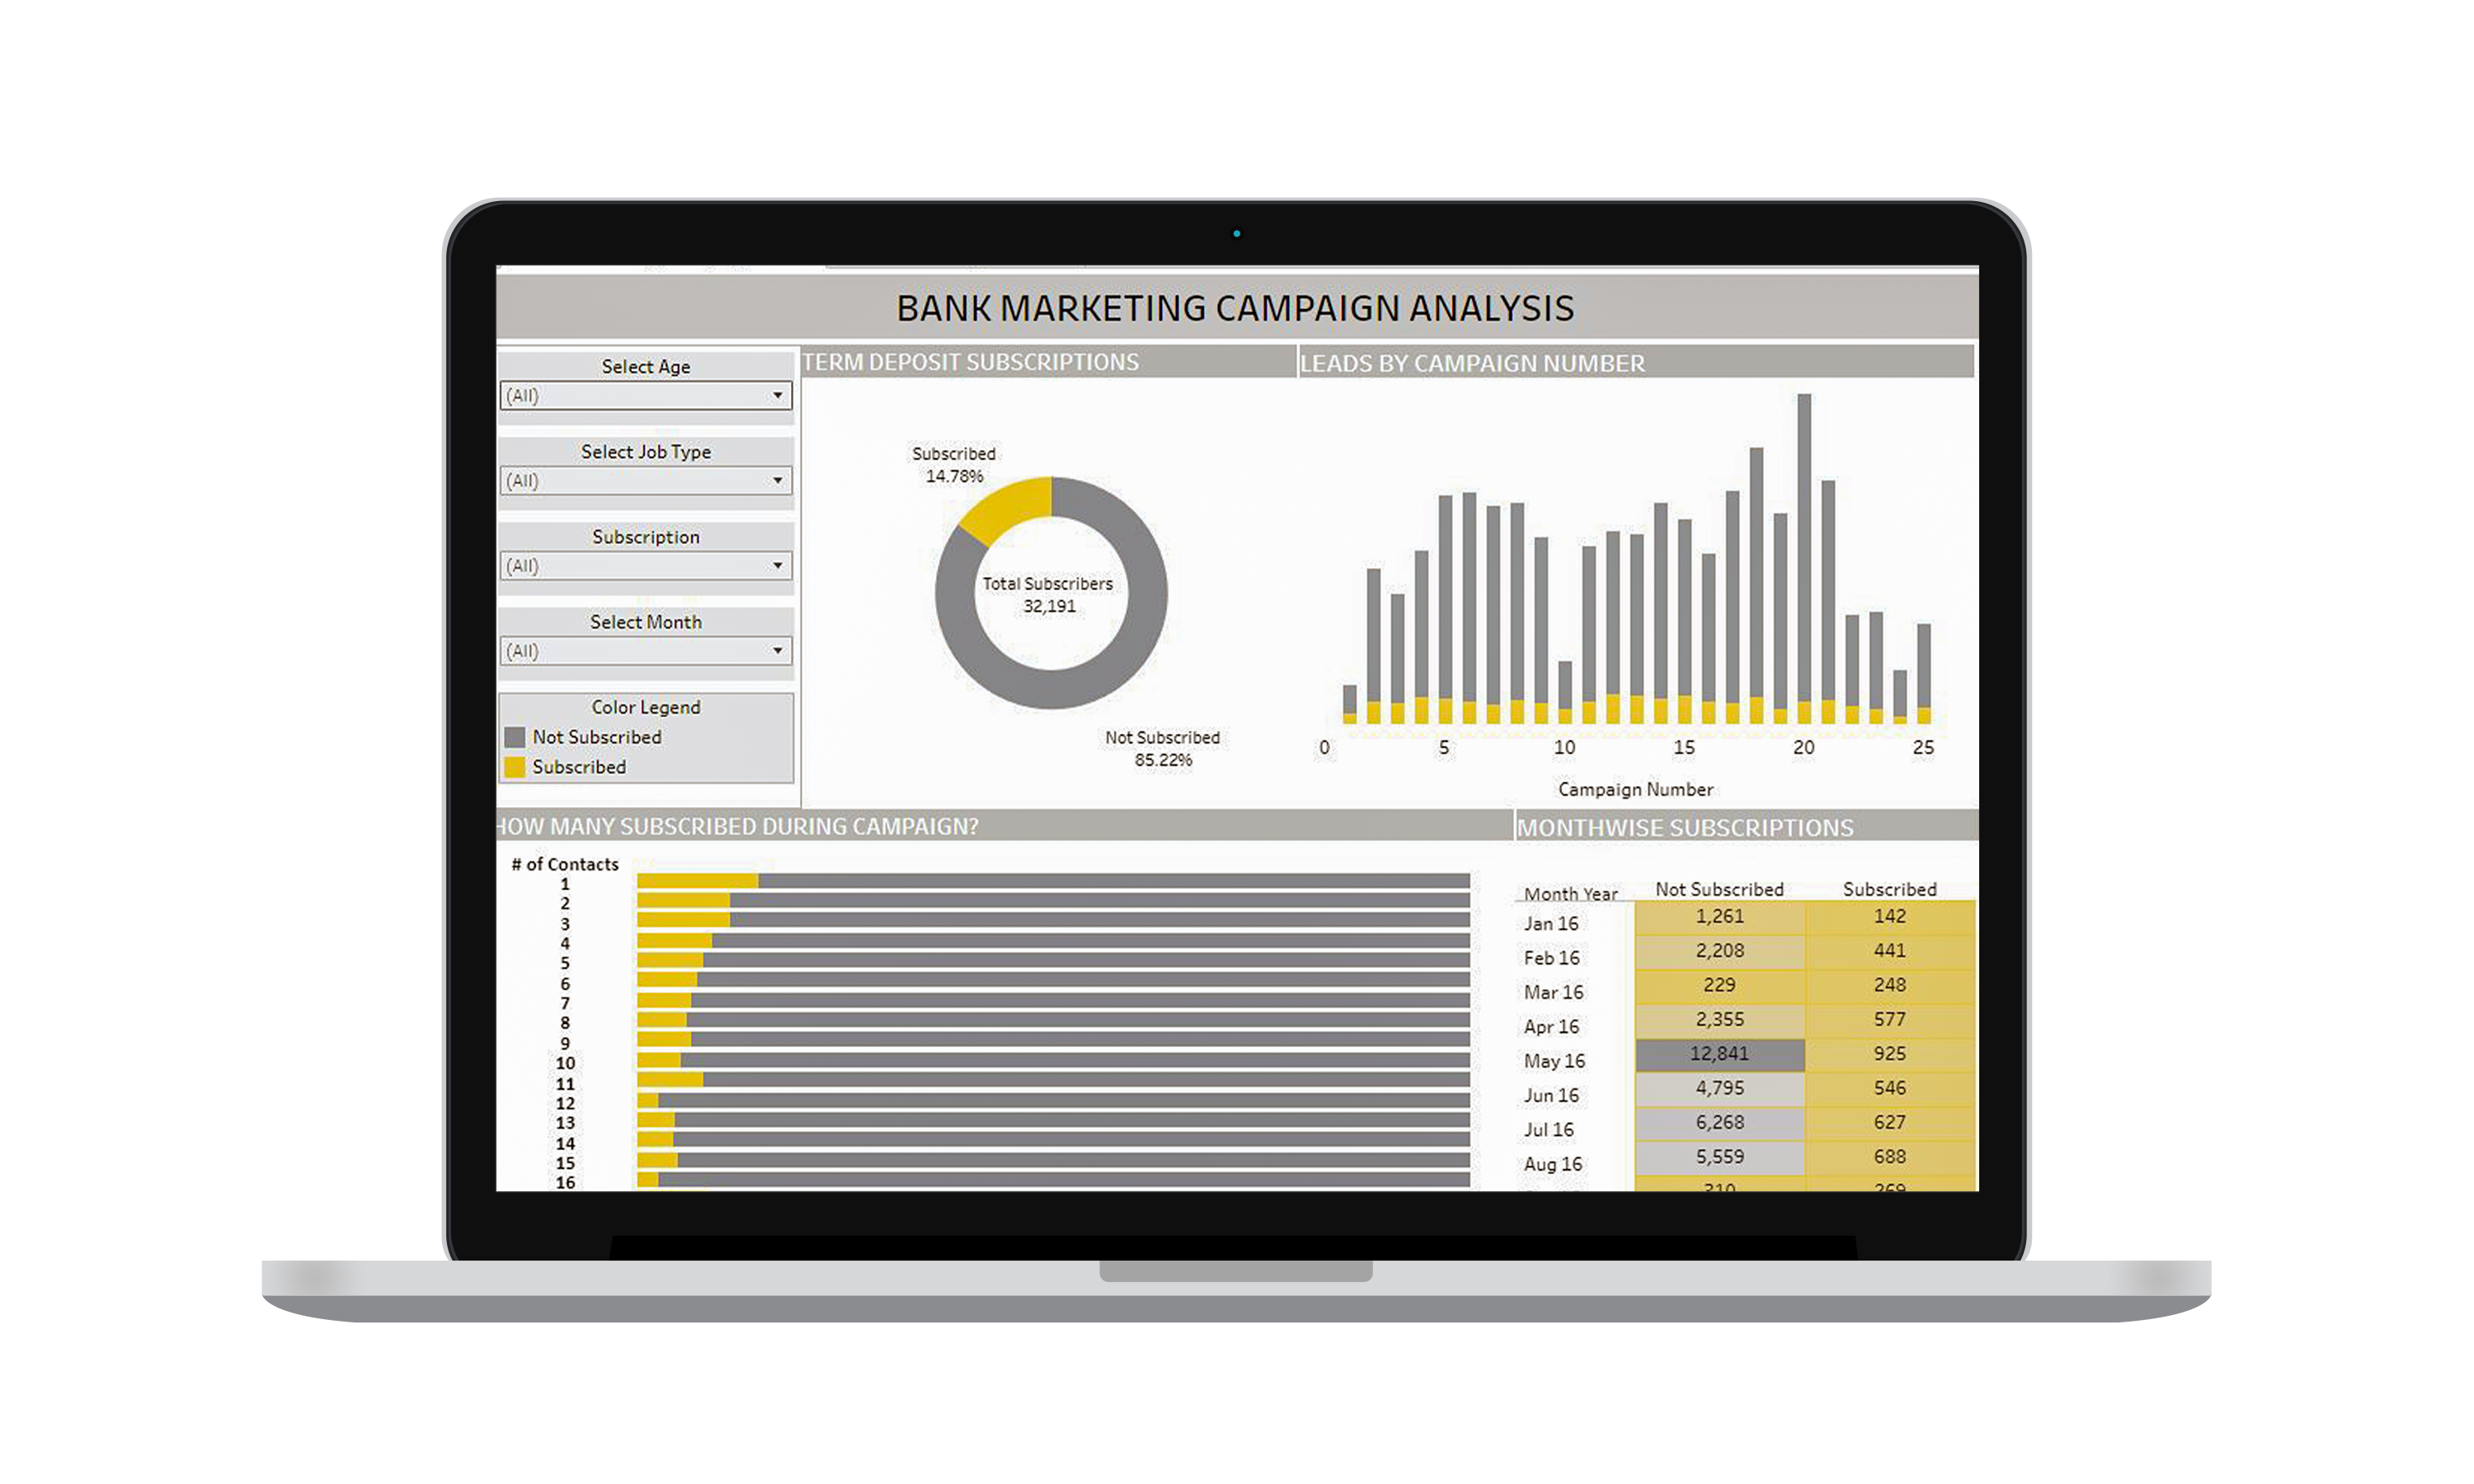 BANK MARKETING CAMPAIGN ANALYSIS
Select Age
(All)
Select Job Type
(All)
Subscription
(All)
Select Month
(All)
Color Legend
Not Subscribed
Subscribed
TERM DEPOSIT SUBSCRIPTIONS
Subscribed
14.78%
Total Subscribers
32,191
Not Subscribed
85.22%
LEADS BY CAMPAIGN NUMBER
0 5 10 15 20 25
Campaign Number
HOW MANY SUBSCRIBED DURING CAMPAIGN?
# of Contacts
1
2
3
4
5
6
7
8
9
10
11
12
13
14
15
16
MONTHWISE SUBSCRIPTIONS
Month Year Not Subscribed Subscribed
Jan 16 1,261 142
Feb 16 2,208 441
Mar 16 229 248
Apr 16 2,355 577
May 16 12,841 925
Jun 16 4,795 546
Jul 16 6,268 627
Aug 16 5,559 688
310 269